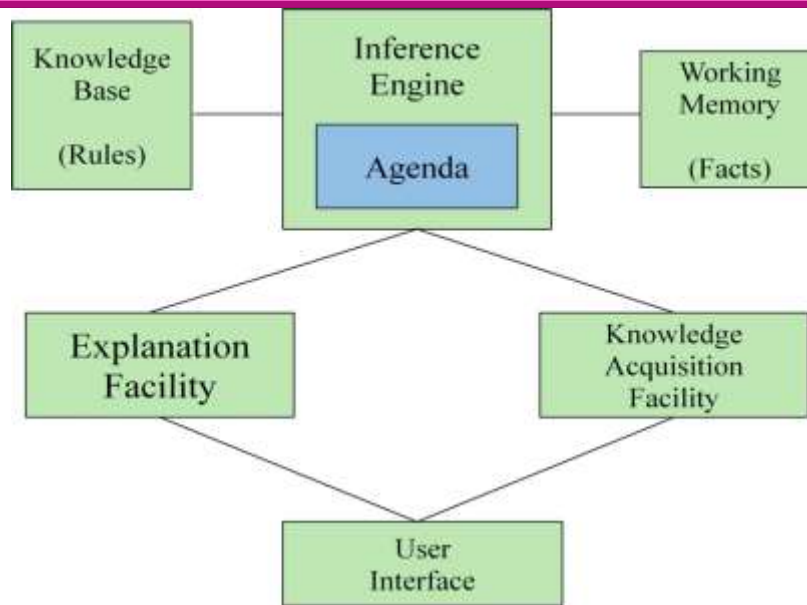 Knowledge
Base
(Rules)
Inference
Engine
Agenda
Working
Memory
(Facts)
Explanation
Facility
Knowledge
Acquisition
Facility
User
Interface